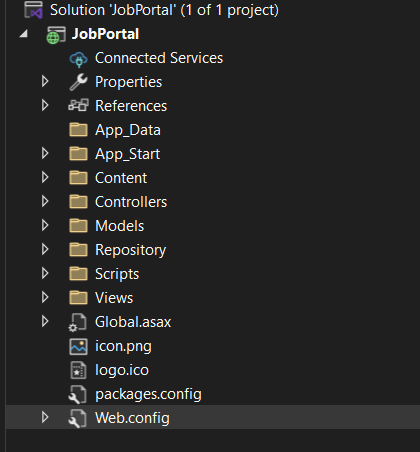 Solution 'JobPortal' (1 of 1 project)
JobPortal
Connected Services
Properties
References
App_Data
App_Start
Content
Controllers
Models
Repository
Scripts
Views
Global.asax
icon.png
logo.ico
packages.config
Web.config